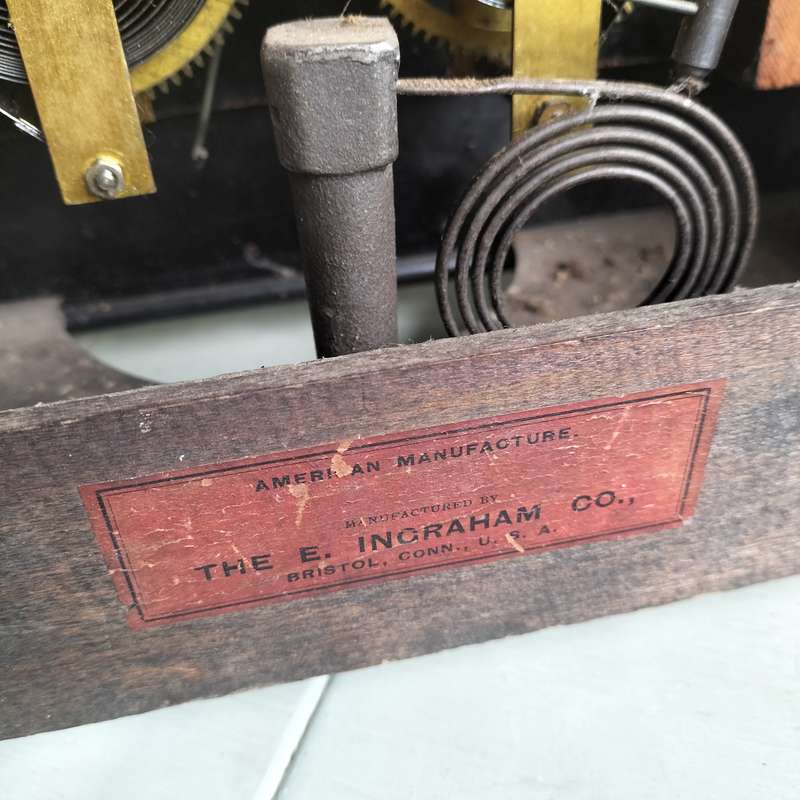 AMERICAN MANUFACTURE.
MANUFACTURED BY
THE E. INGRAHAM CO.,
BRISTOL, CONN., U. S. A.